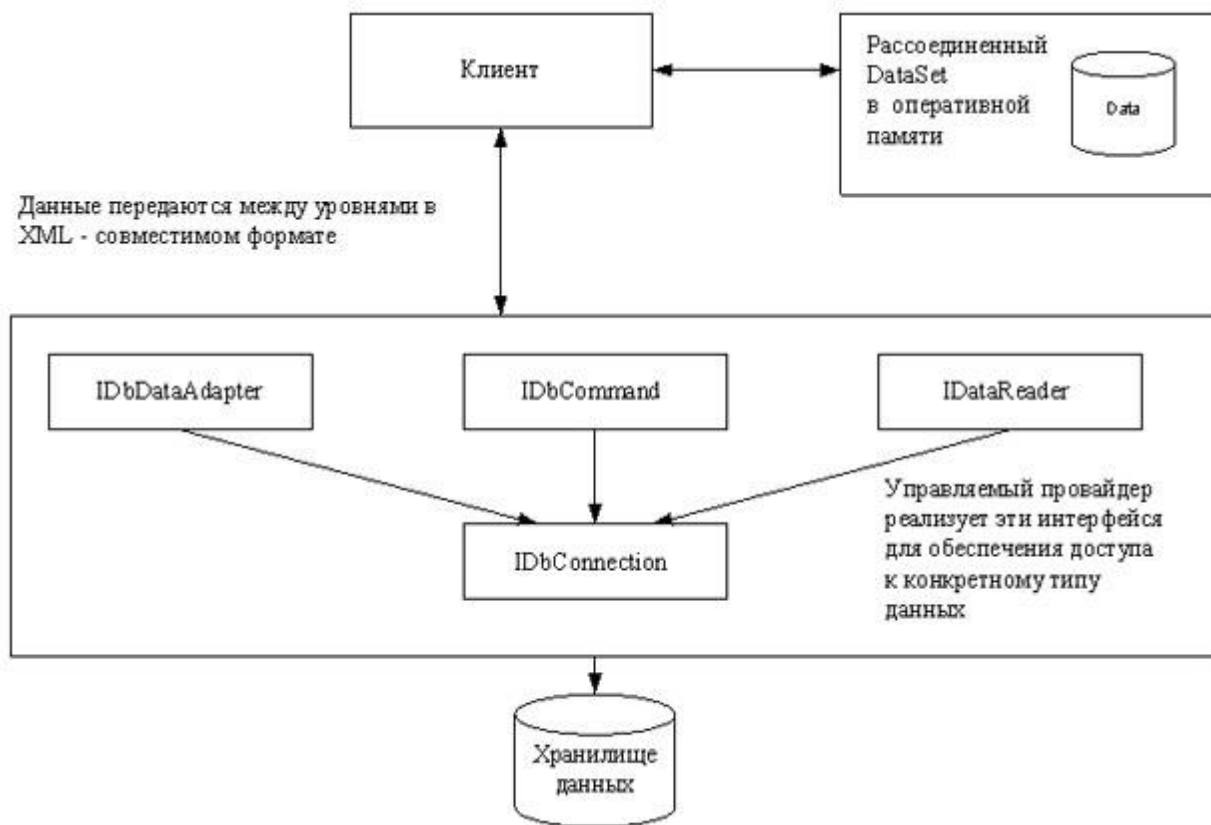 Клиент
Рассоединенный
DataSet
в оперативной
памяти
Data
Данные передаются между уровнями в
XML - совместимом формате
IDbDataAdapter
IDbCommand
IDataReader
Управляемый провайдер
реализует эти интерфейся
для обеспечения доступа
к конкретному типу
данных
IDbConnection
Хранилище
данных